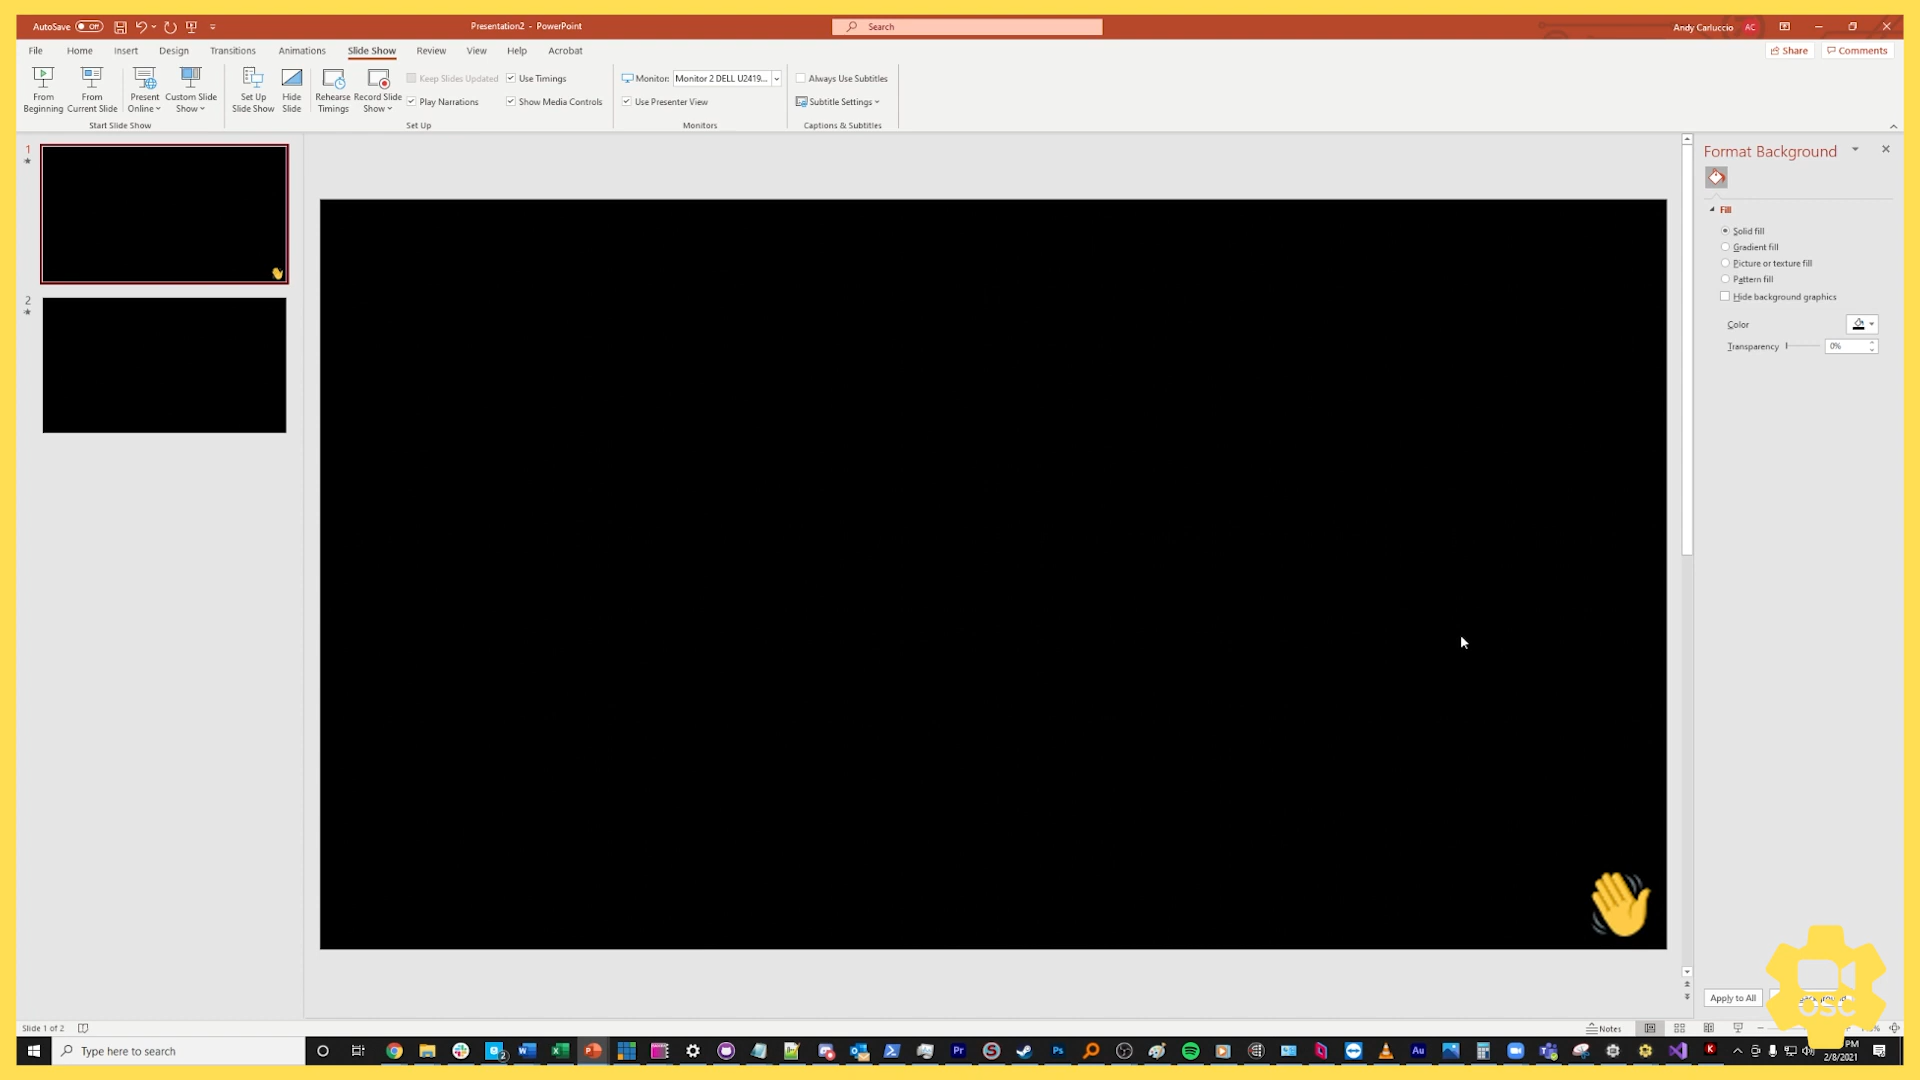 AutoSave Off
Presentation2 - PowerPoint
Search
Andy Carluccio AC
File Home Insert Design Transitions Animations Slide Show Review View Help Acrobat
Share Comments
From Beginning
From Current Slide
Present Online
Custom Slide Show
Start Slide Show
Set Up Slide Show
Hide Slide
Rehearse Timings
Record Slide Show
Keep Slides Updated
Play Narrations
Use Timings
Show Media Controls
Set Up
Monitor: Monitor 2 DELL U2419...
Use Presenter View
Monitors
Always Use Subtitles
Subtitle Settings
Captions & Subtitles
1
2
Format Background
Fill
Solid fill
Gradient fill
Picture or texture fill
Pattern fill
Hide background graphics
Color
Transparency 0%
Apply to All
OSC
Slide 1 of 2
Notes
Type here to search
PM
2/8/2021